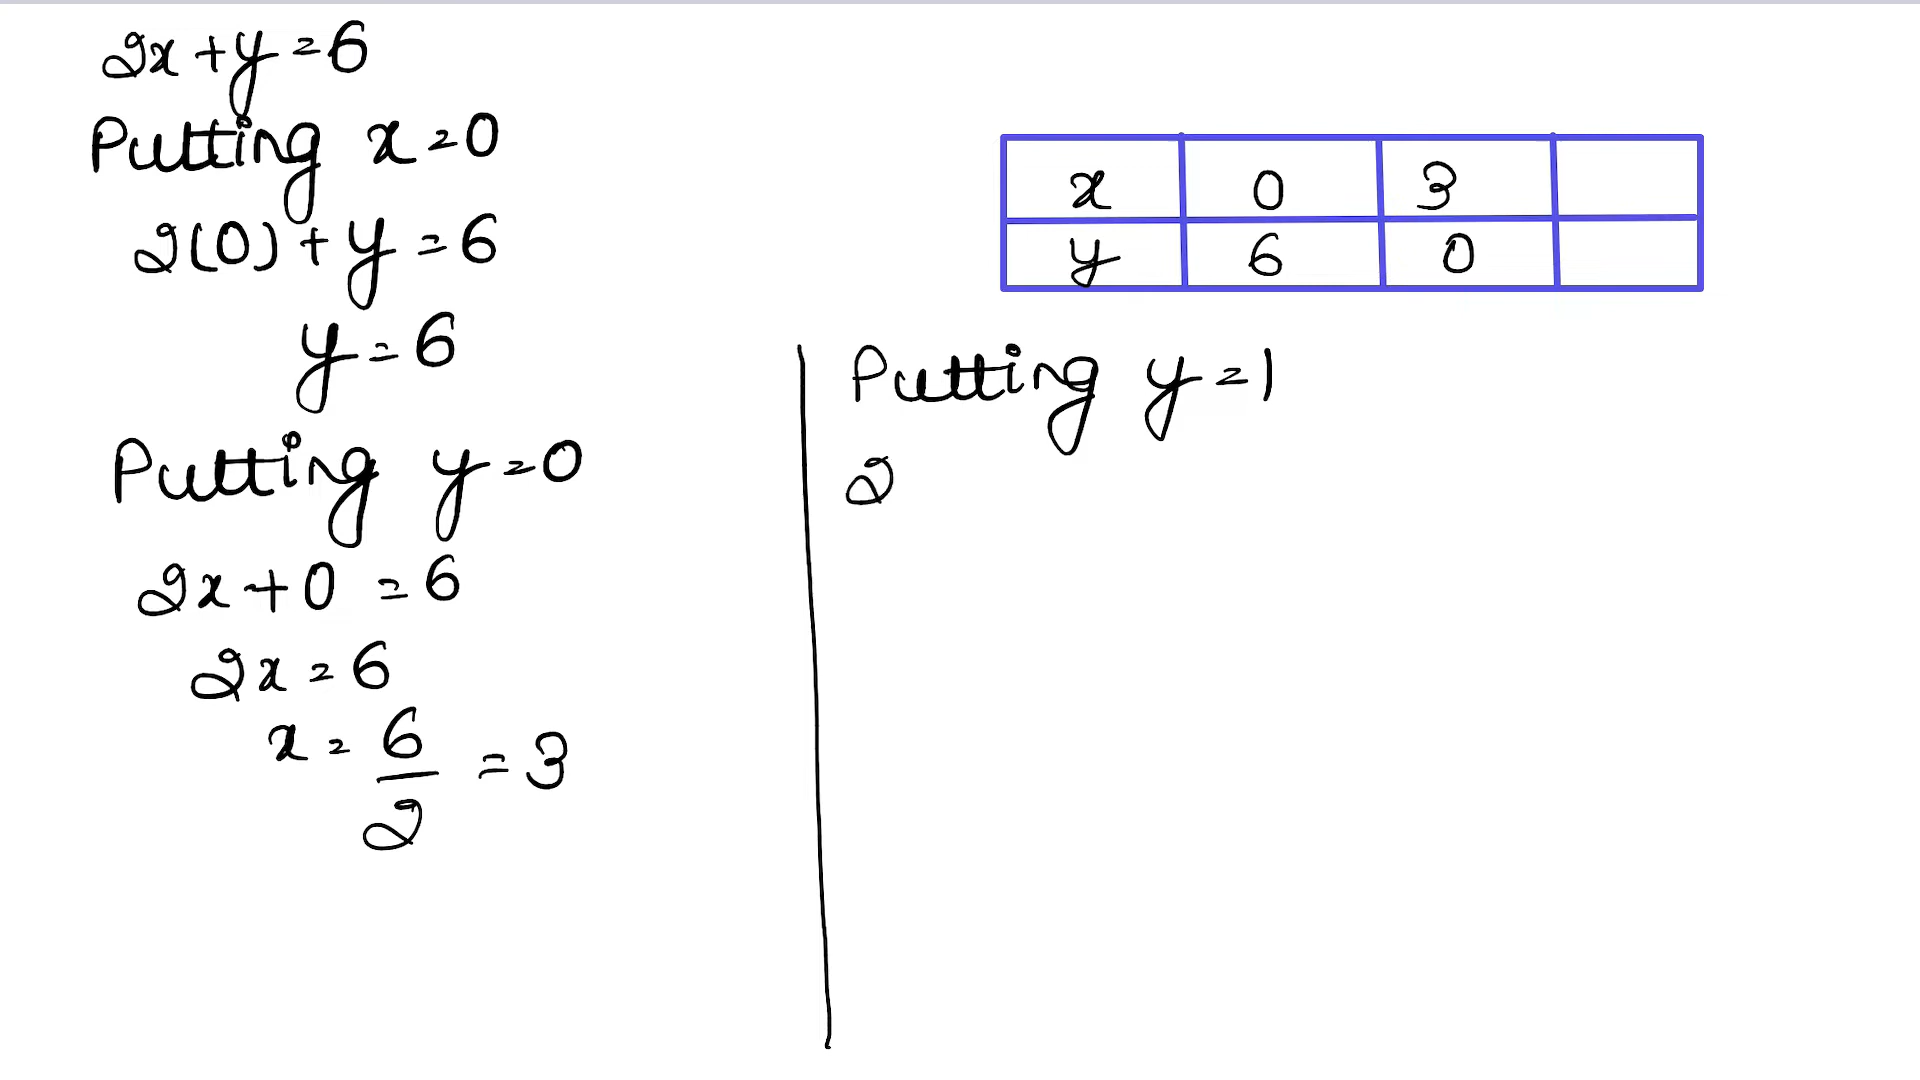 2x + y = 6
Putting x = 0
2(0) + y = 6
y = 6
Putting y = 0
2x + 0 = 6
2x = 6
x = 6/2 = 3
x 0 3
y 6 0
Putting y = 1
2